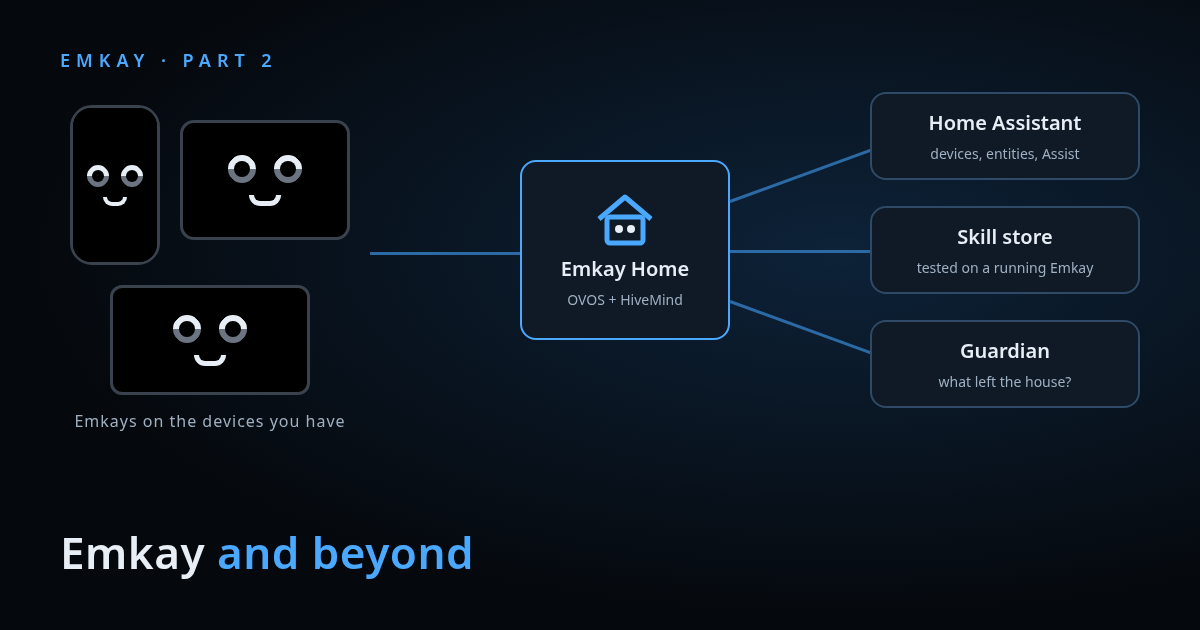 EMKAY · PART 2
Emkays on the devices you have
Emkay Home
OVOS + HiveMind
Home Assistant
devices, entities, Assist
Skill store
tested on a running Emkay
Guardian
what left the house?
Emkay and beyond